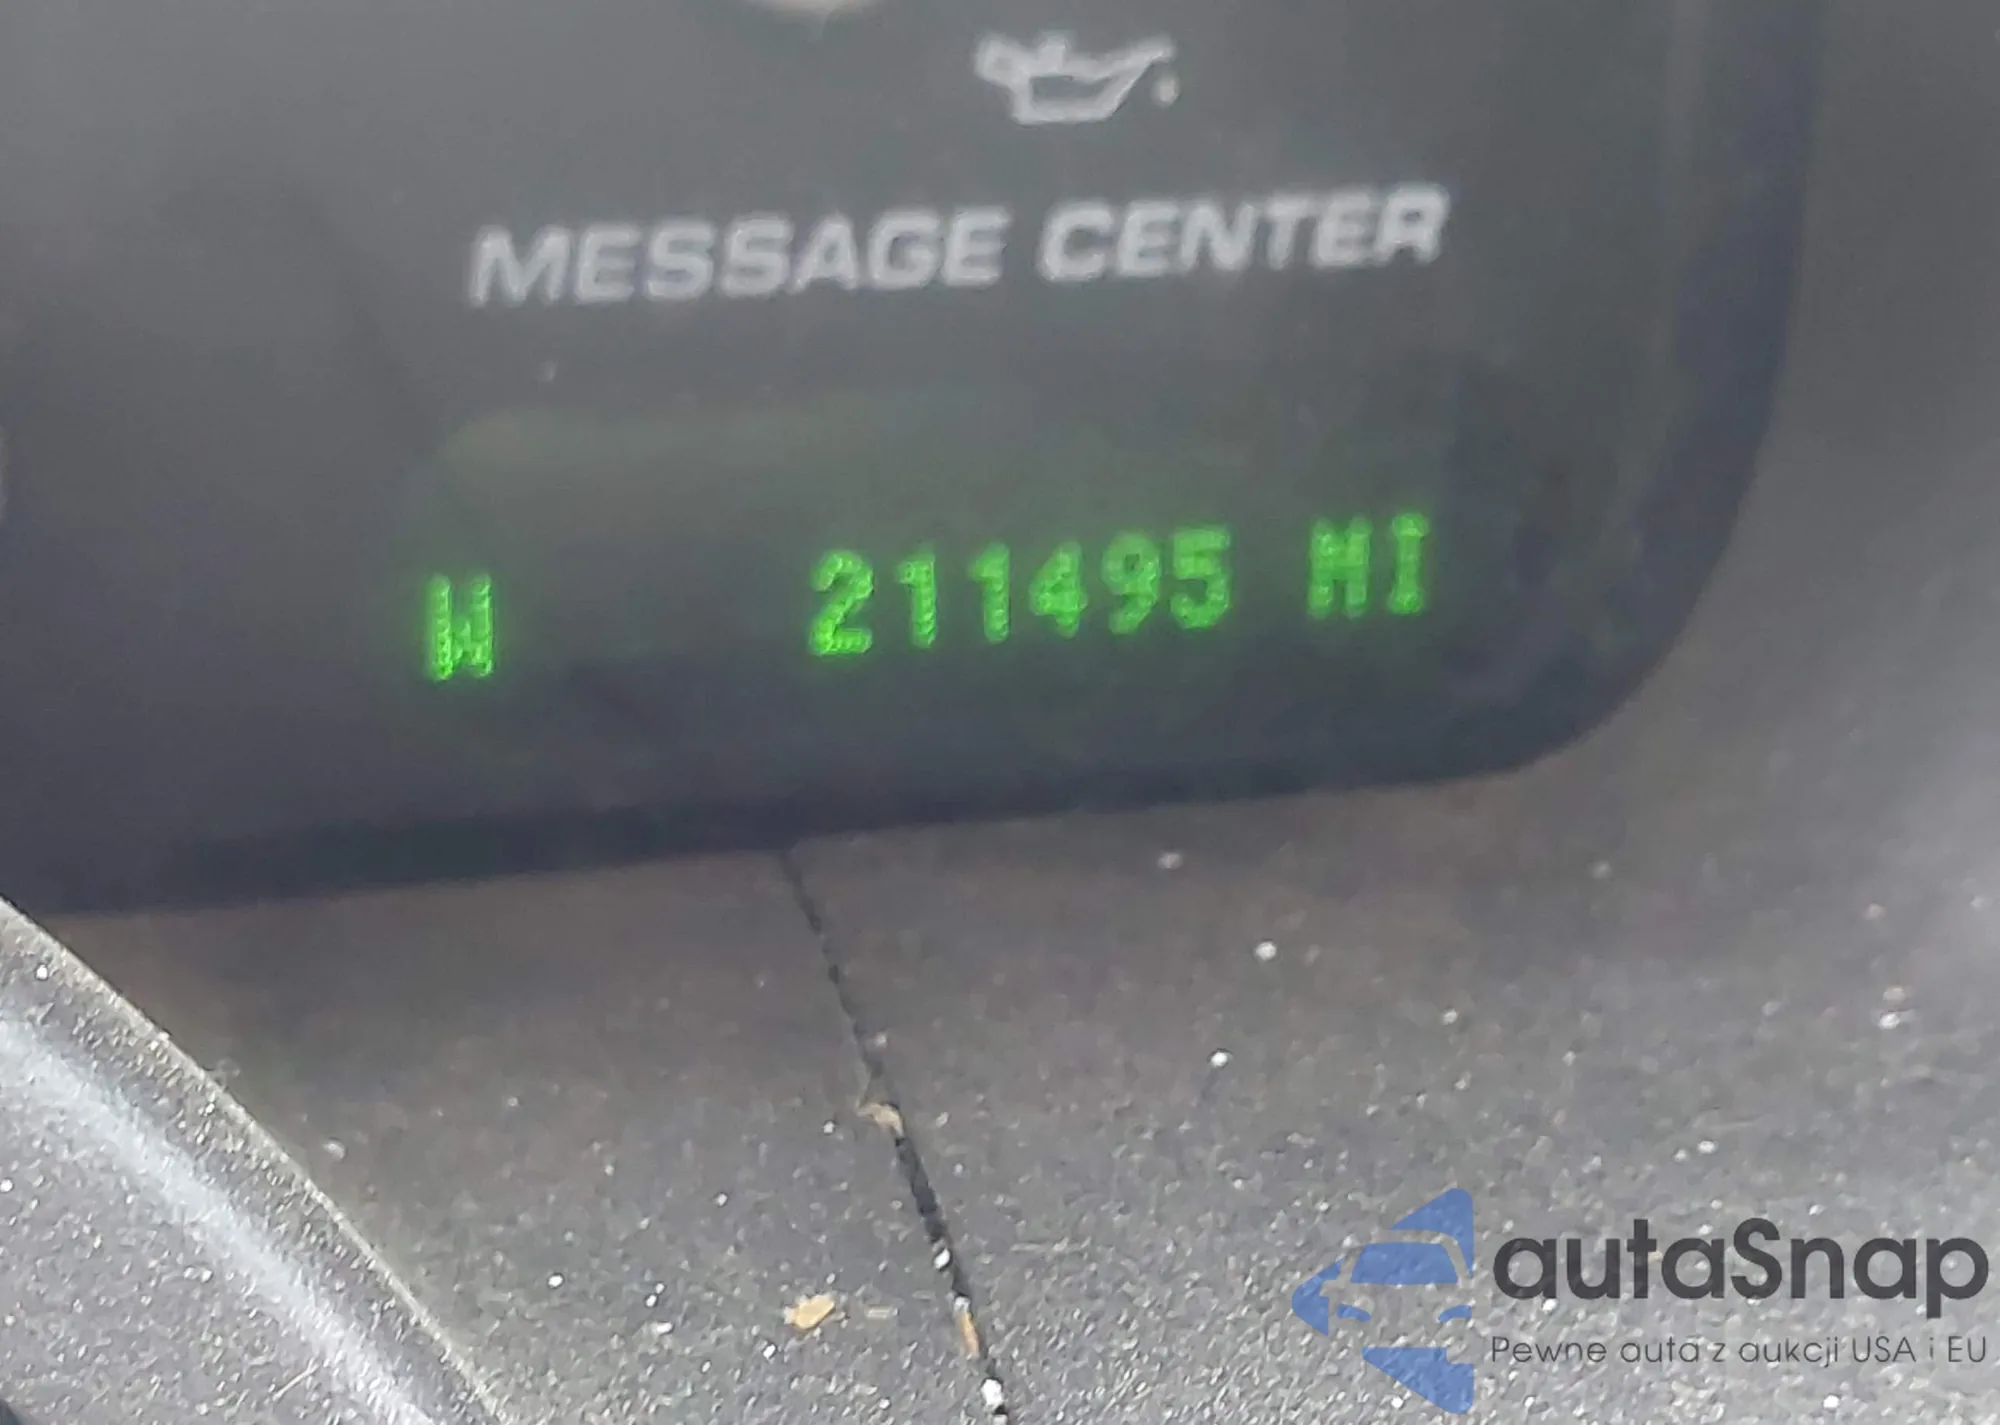 MESSAGE CENTER
W 211495 MI
autaSnap
Pewne auta z aukcji USA i EU